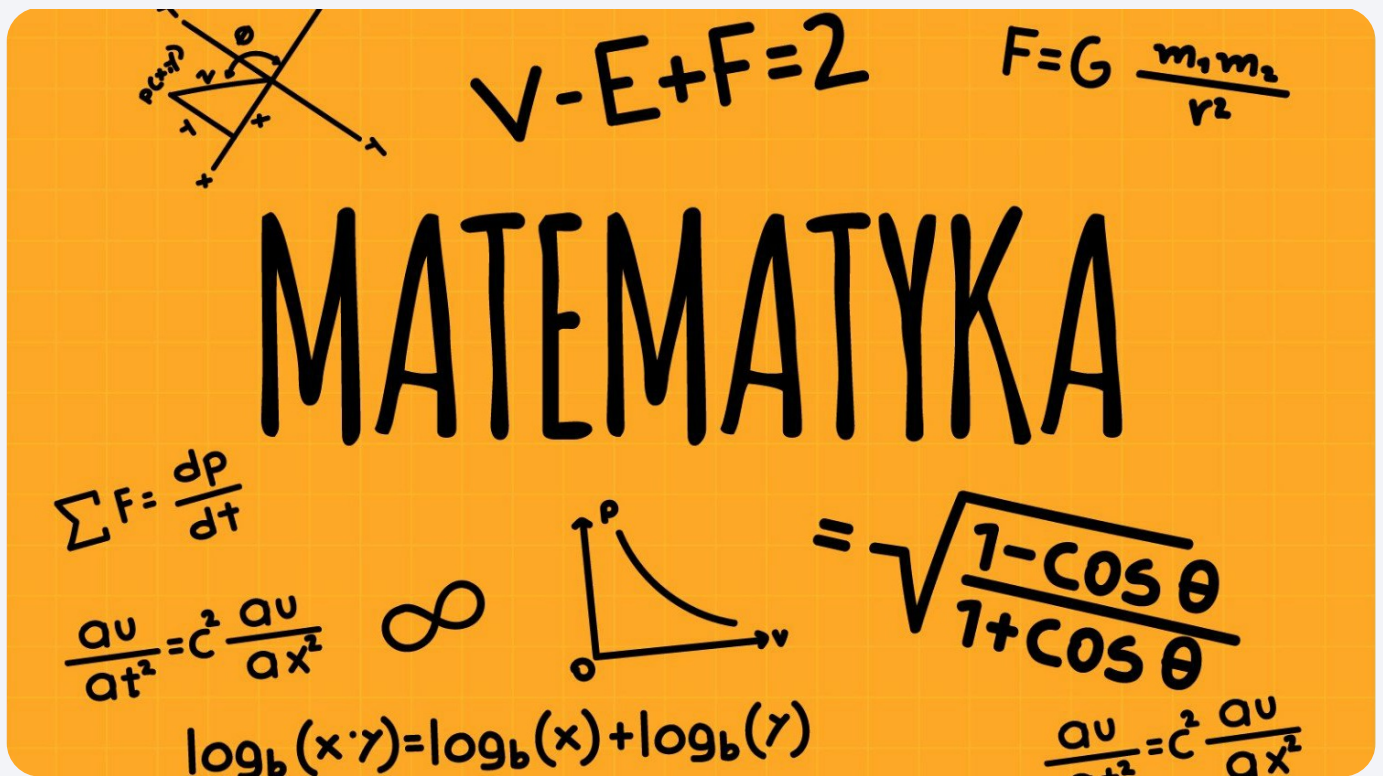 P(x;y) r θ
y x
x y
V-E+F=2
F=G m₁m₂/r²
MATEMATYKA
∑F=dp/dt
au/at²=c² au/ax²
∞
P
O V
=√(1-cos θ/1+cos θ)
log_b(x·y)=log_b(x)+log_b(y)
au/at²=c² au/ax²